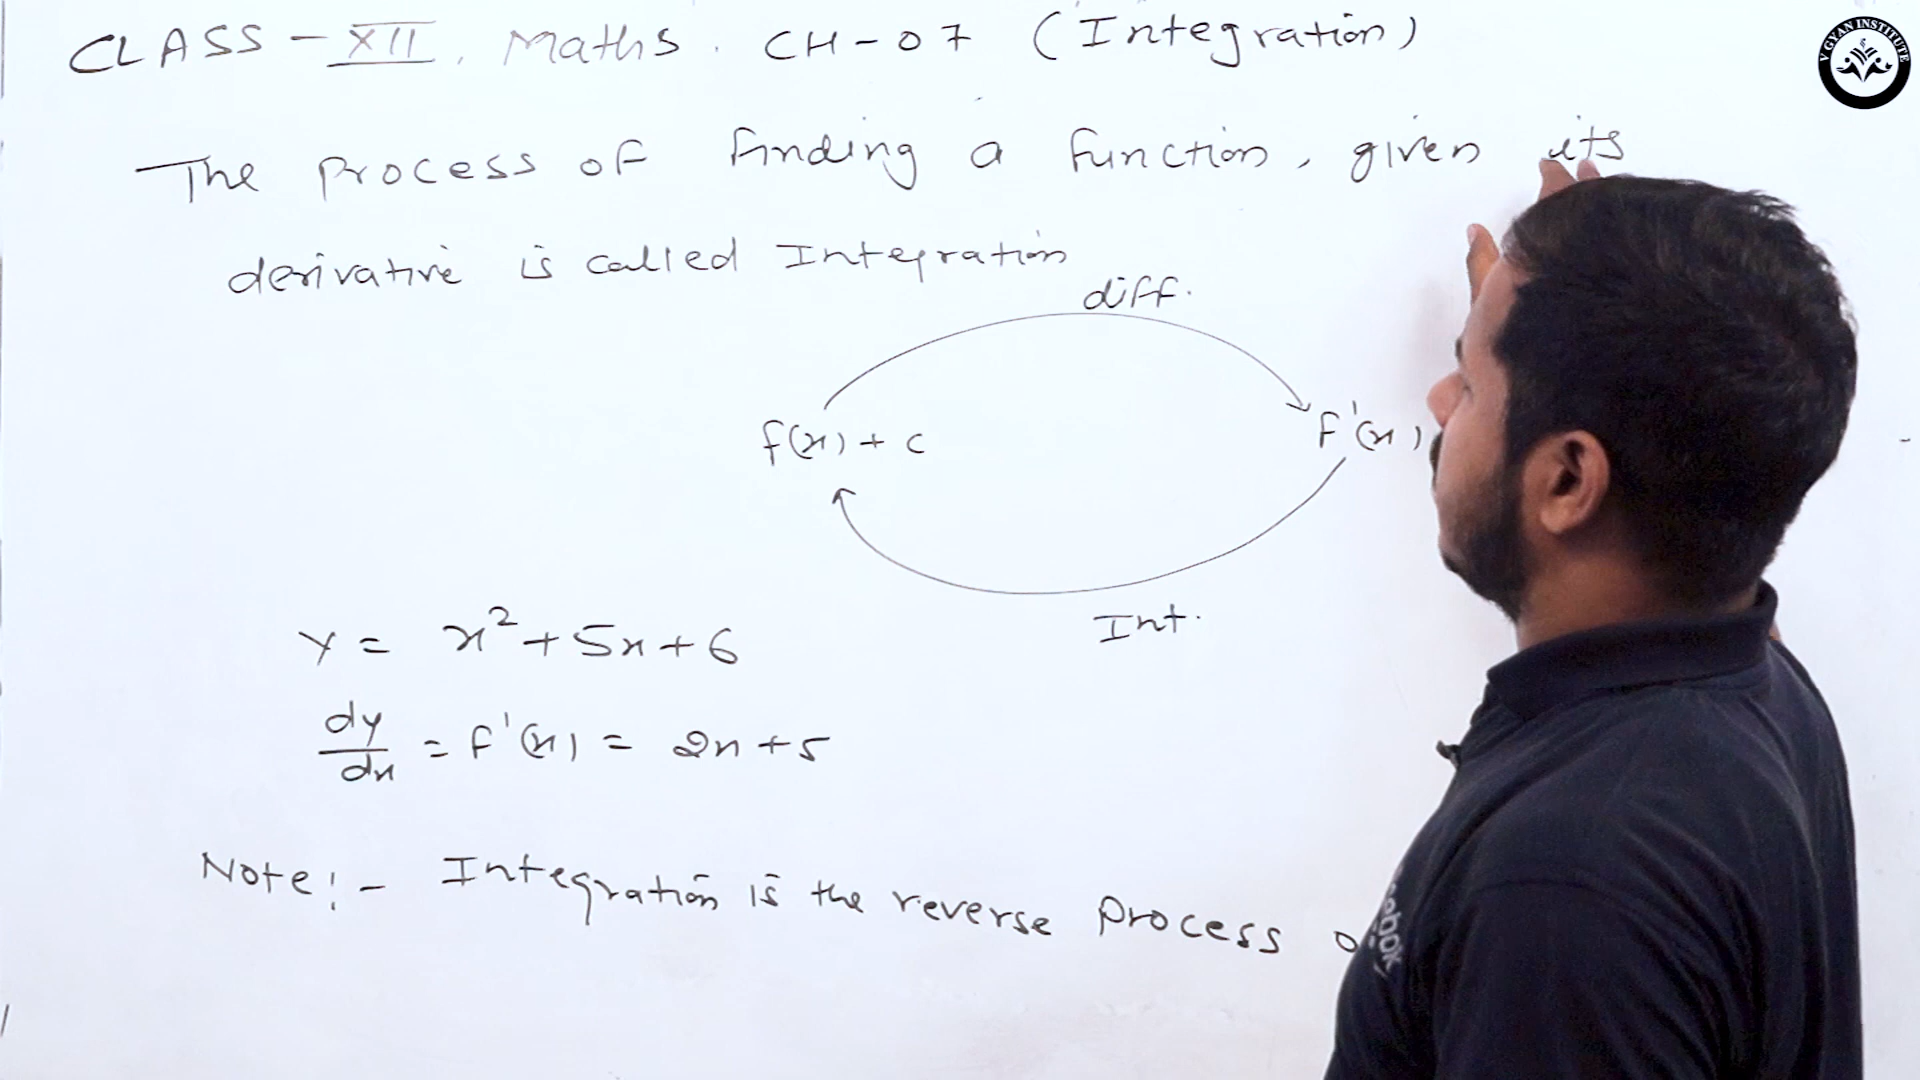 CLASS - XII, Maths. CH-07 (Integration)
V GYAN INSTITUTE
The process of finding a function, given its
derivative is called Integration
diff.
f(x) + c
f'(x)
Int.
y = x² + 5x + 6
dy/dx = f'(x) = 2x + 5
Note:- Integration is the reverse process